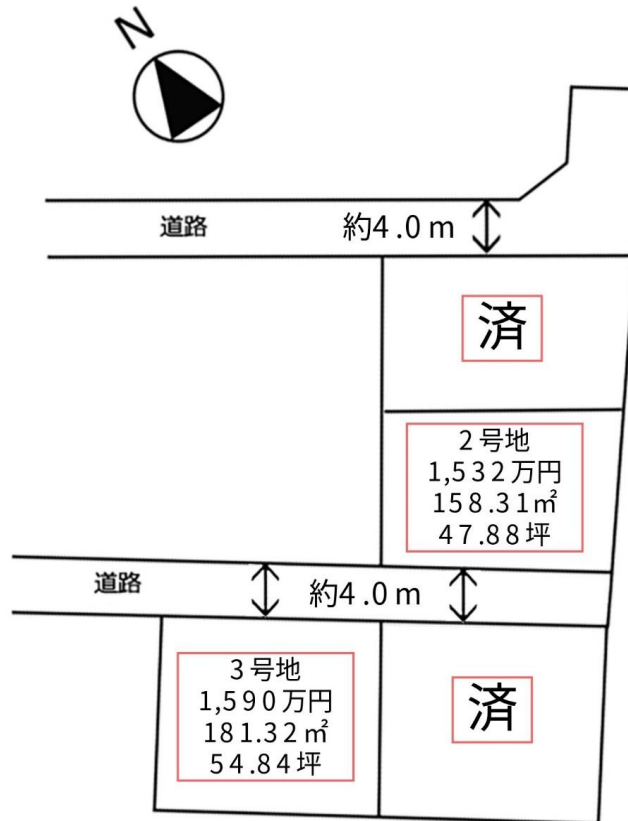 N
道路
約4.0m
済
2号地
1,532万円
158.31㎡
47.88坪
道路
約4.0m
3号地
1,590万円
181.32㎡
54.84坪
済